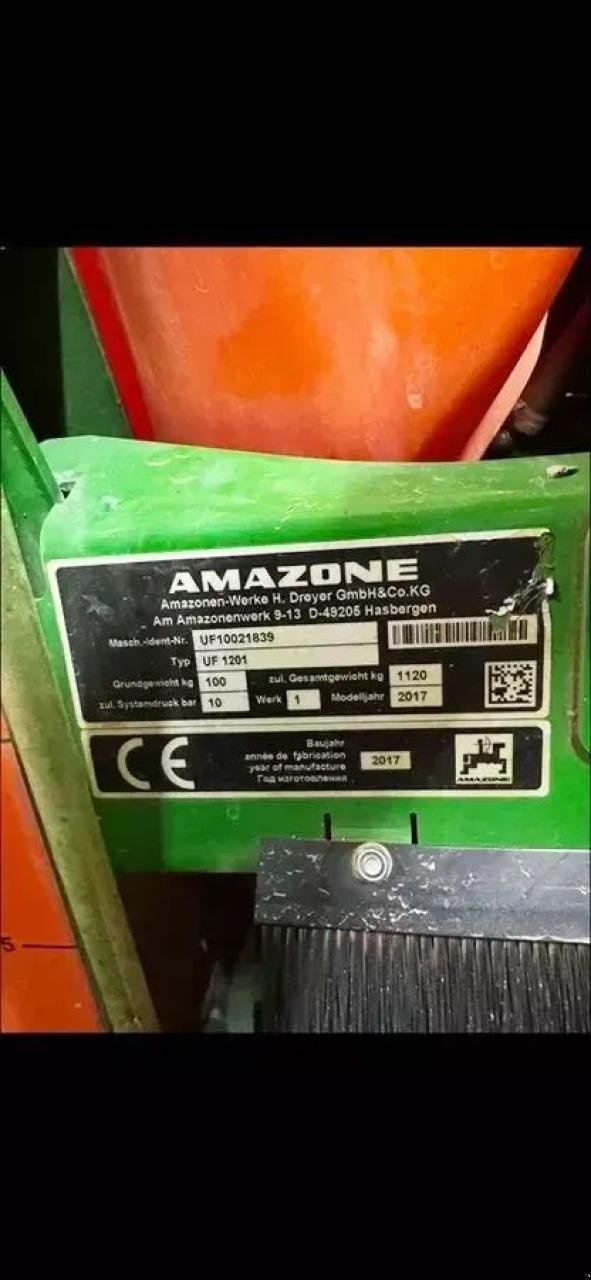 AMAZONE
Amazonen-Werke H. Dreyer GmbH&Co.KG
Am Amazonenwerk 9-13 D-49205 Hasbergen
Masch.-Ident-Nr. UF10021839
Typ UF 1201
Grundgewicht kg 100 zul. Gesamtgewicht kg 1120
zul. Systemdruck bar 10 Werk 1 Modelljahr 2017
CE
Baujahr
année de fabrication
year of manufacture
Год изготовления
2017
AMAZONE
5